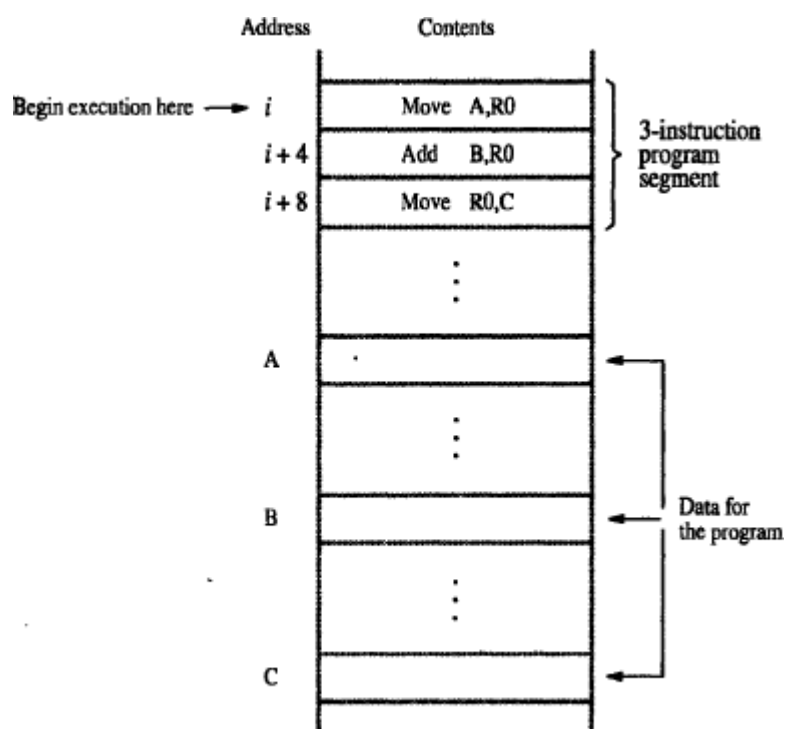 Address Contents
Begin execution here i Move A,R0
i + 4 Add B,R0
i + 8 Move R0,C
3-instruction
program
segment
A
B
Data for
the program
C